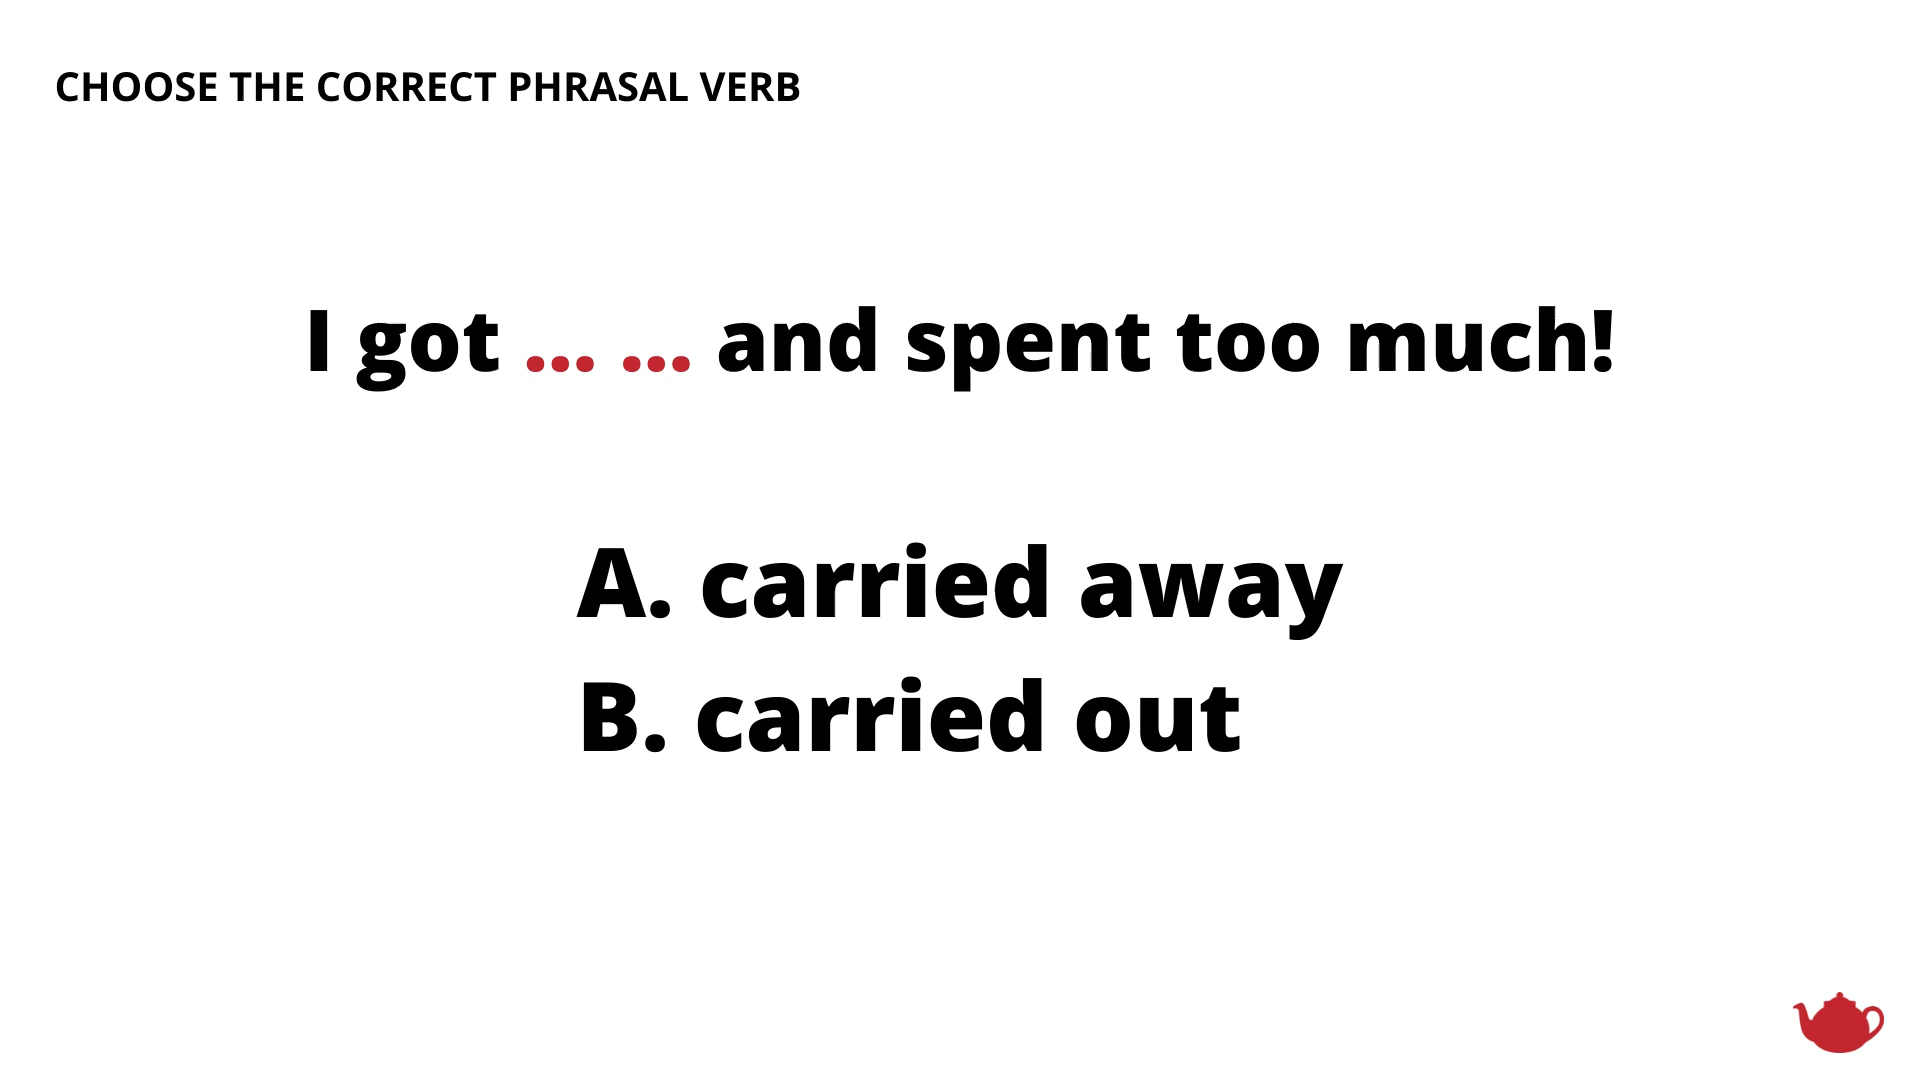 CHOOSE THE CORRECT PHRASAL VERB
I got ... ... and spent too much!
A. carried away
B. carried out